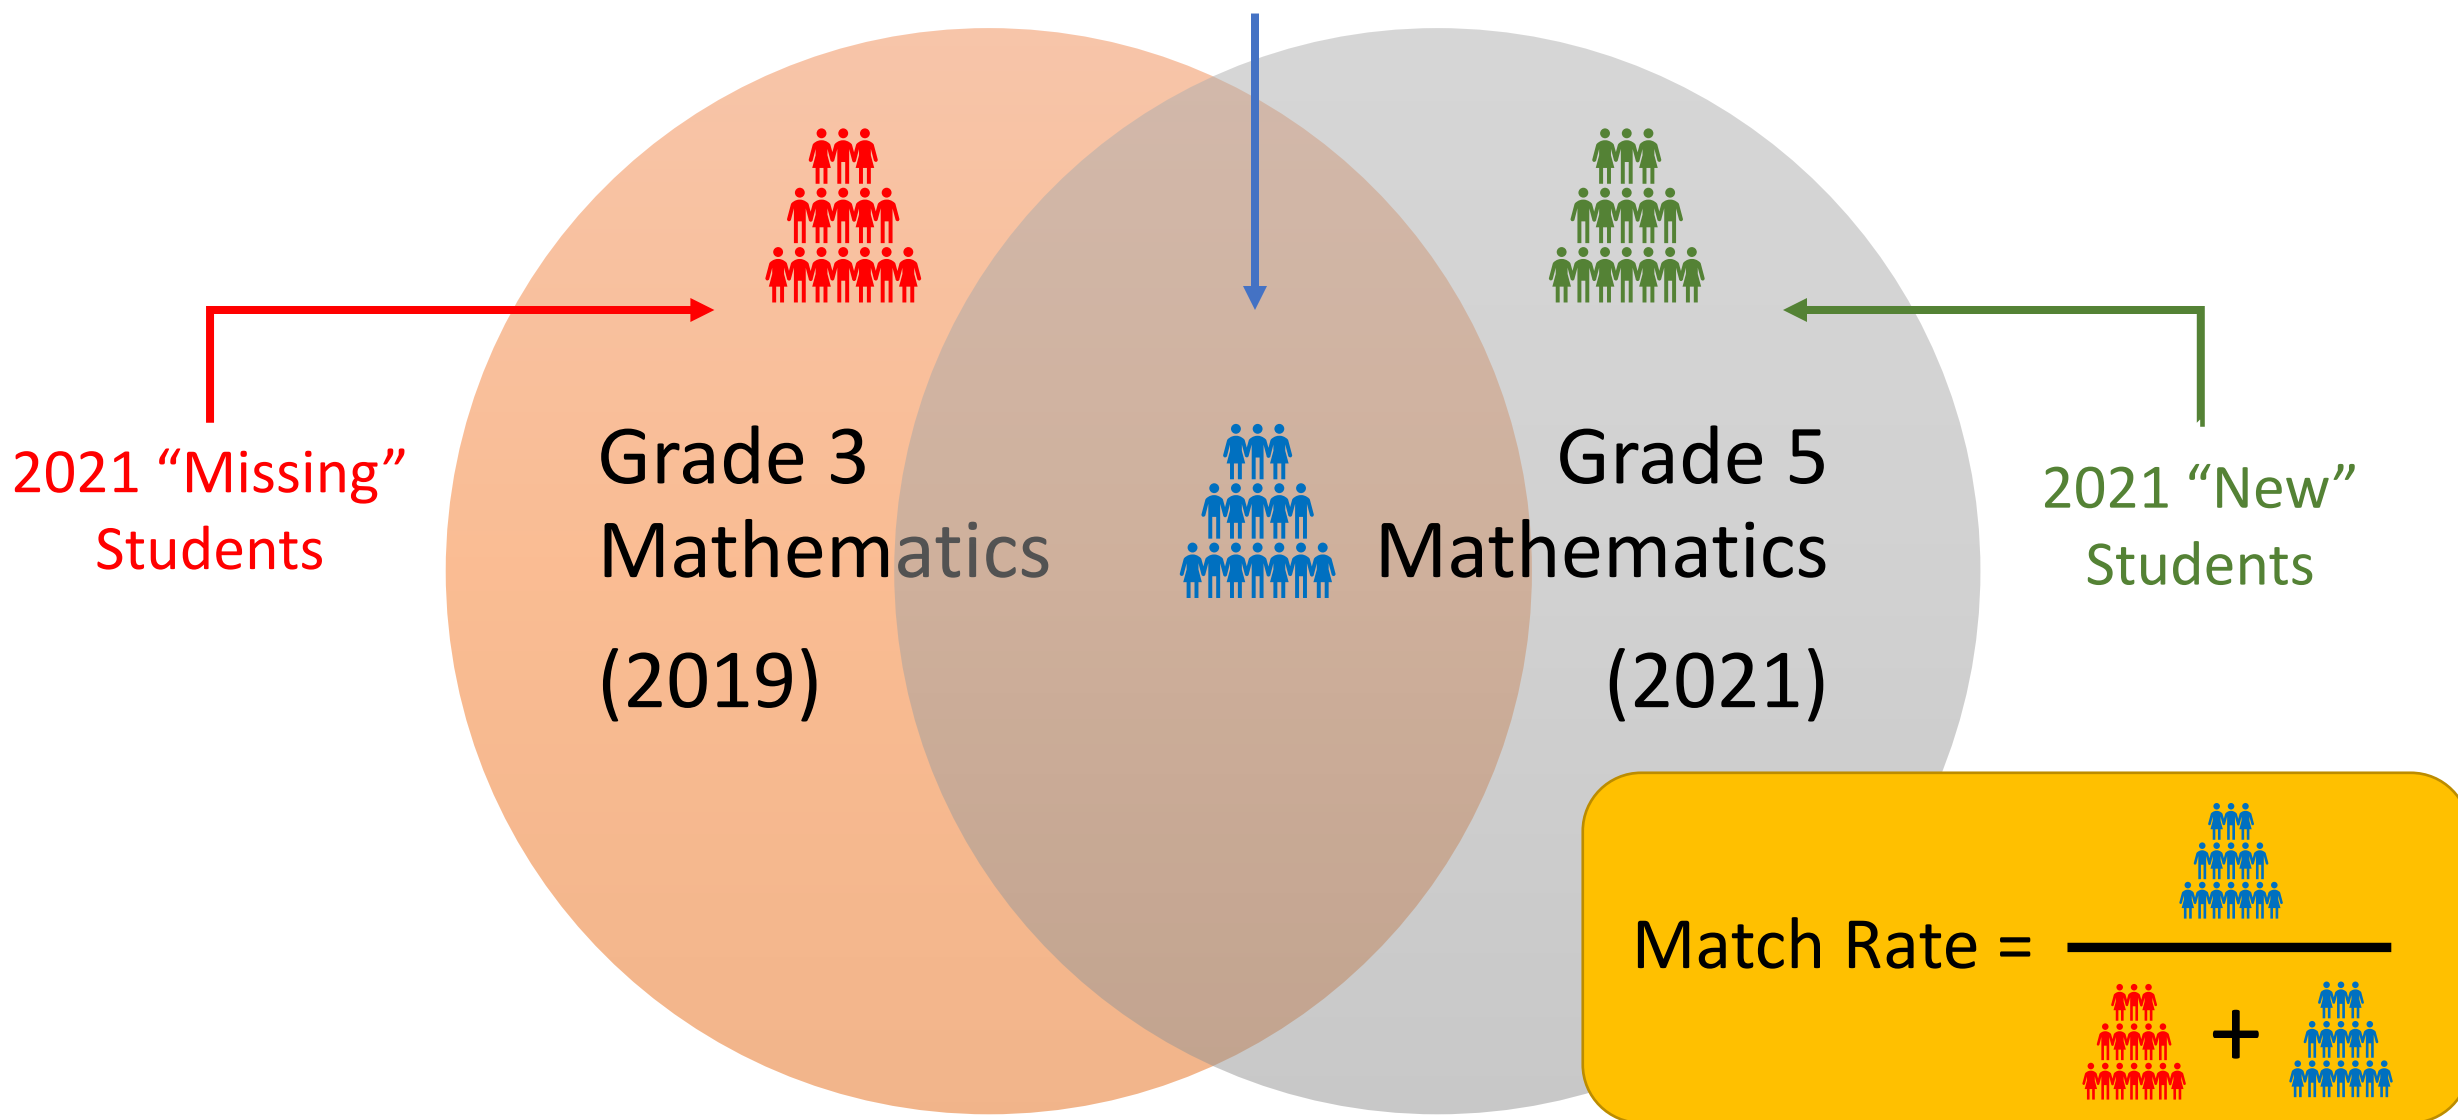 2021 “Missing”
Students
Grade 3
Mathematics
(2019)
Grade 5
Mathematics
(2021)
2021 “New”
Students
Match Rate =
+